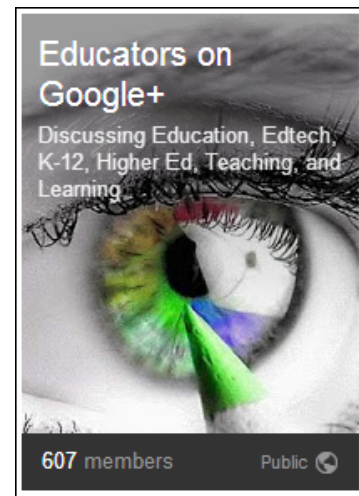 Educators on
Google+
Discussing Education, Edtech,
K-12, Higher Ed, Teaching, and
Learning
607 members
Public